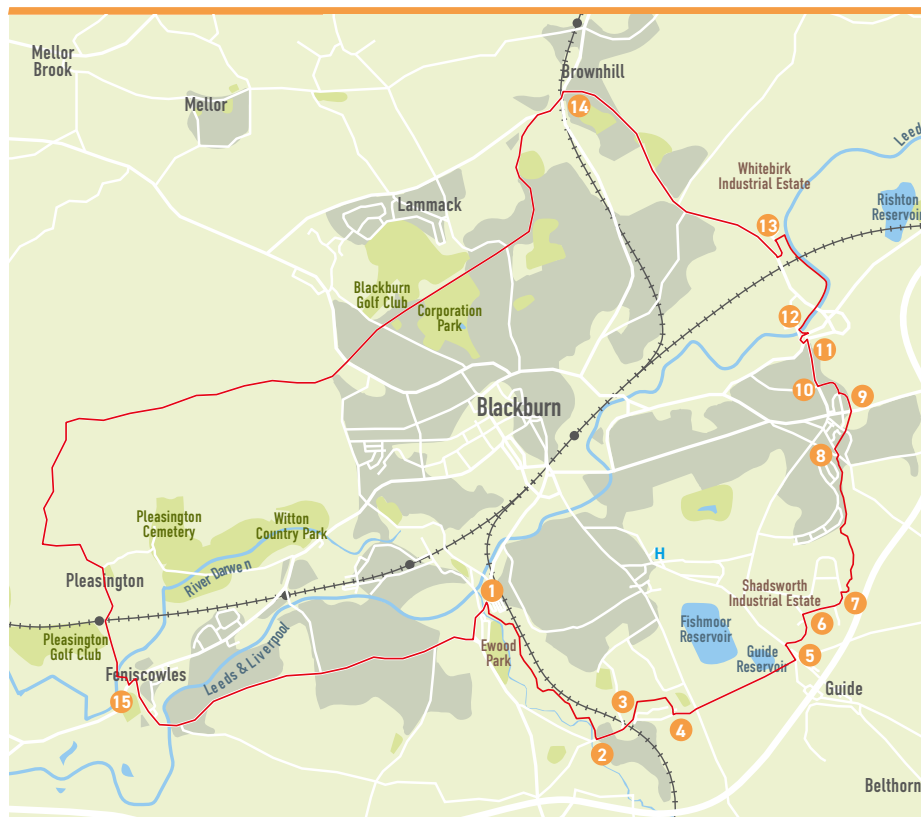 Mellor
Brook
Mellor
Brownhill
14
Leeds
Whitebirk
Industrial Estate
Rishton
Reservoir
Lammack
13
Blackburn
Golf Club
Corporation
Park
12
11
10
9
Blackburn
8
Pleasington
Cemetery
Witton
Country Park
H
River Darwen
Pleasington
1
Shadsworth
Industrial Estate
7
6
Fishmoor
Reservoir
Pleasington
Golf Club
Leeds & Liverpool
Ewood
Park
Guide
Reservoir
5
Feniscowles
Guide
15
3
4
2
Belthorn